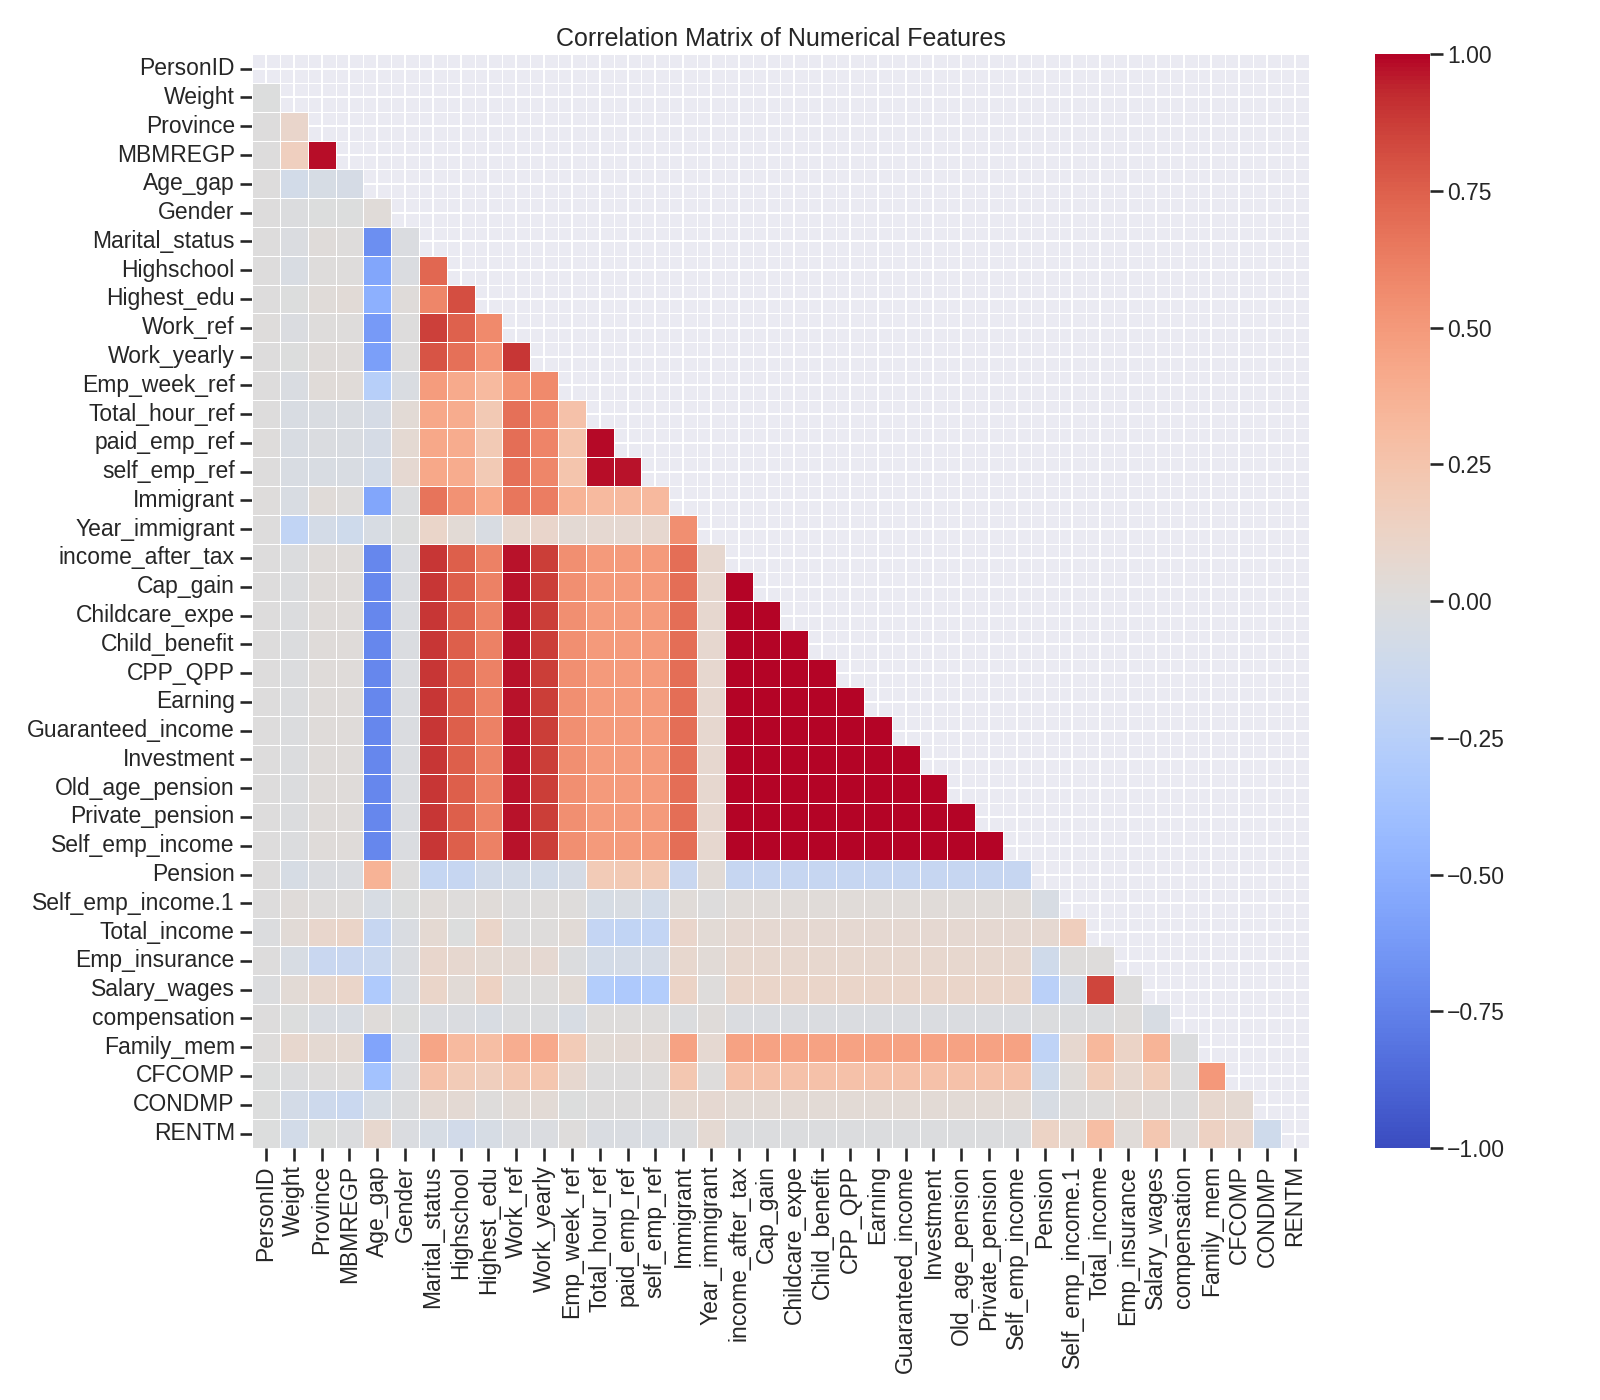 Correlation Matrix of Numerical Features
PersonID
Weight
Province
MBMREGP
Age_gap
Gender
Marital_status
Highschool
Highest_edu
Work_ref
Work_yearly
Emp_week_ref
Total_hour_ref
paid_emp_ref
self_emp_ref
Immigrant
Year_immigrant
income_after_tax
Cap_gain
Childcare_expe
Child_benefit
CPP_QPP
Earning
Guaranteed_income
Investment
Old_age_pension
Private_pension
Self_emp_income
Pension
Self_emp_income.1
Total_income
Emp_insurance
Salary_wages
compensation
Family_mem
CFCOMP
CONDMP
RENTM
PersonID
Weight
Province
MBMREGP
Age_gap
Gender
Marital_status
Highschool
Highest_edu
Work_ref
Work_yearly
Emp_week_ref
Total_hour_ref
paid_emp_ref
self_emp_ref
Immigrant
Year_immigrant
income_after_tax
Cap_gain
Childcare_expe
Child_benefit
CPP_QPP
Earning
Guaranteed_income
Investment
Old_age_pension
Private_pension
Self_emp_income
Pension
Self_emp_income.1
Total_income
Emp_insurance
Salary_wages
compensation
Family_mem
CFCOMP
CONDMP
RENTM
1.00
0.75
0.50
0.25
0.00
−0.25
−0.50
−0.75
−1.00